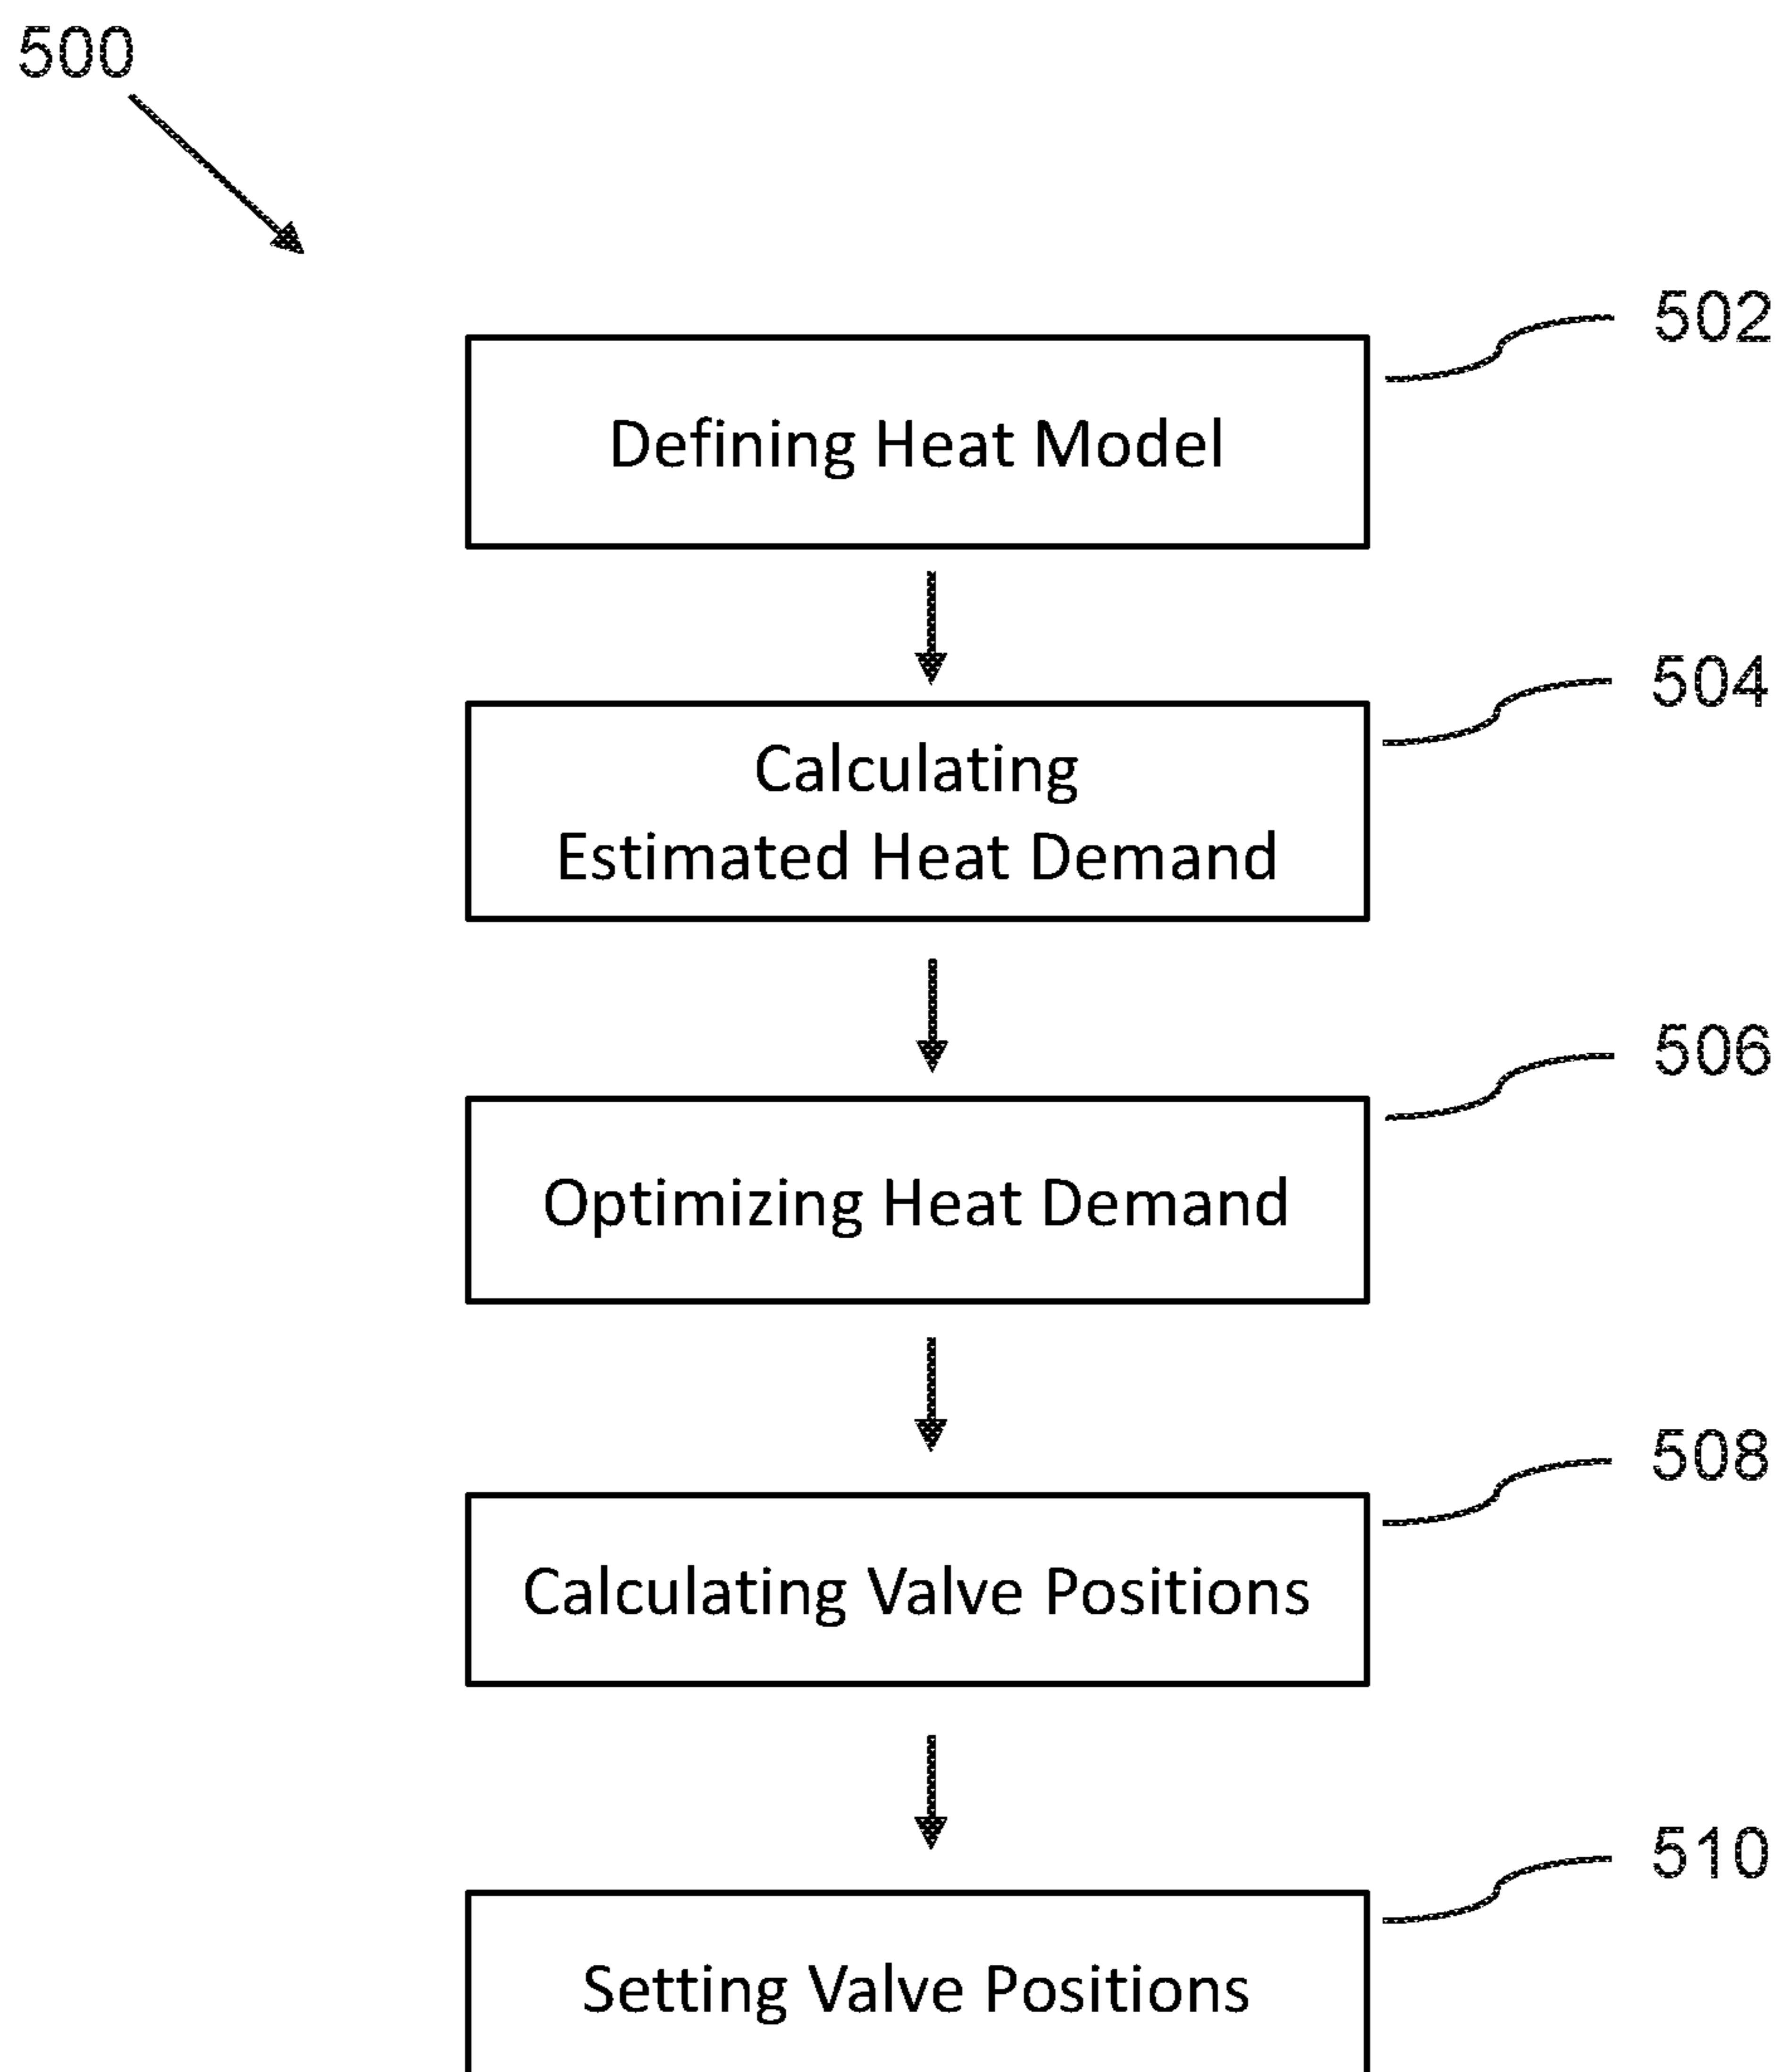 500
502
Defining Heat Model
504
Calculating
Estimated Heat Demand
506
Optimizing Heat Demand
508
Calculating Valve Positions
510
Setting Valve Positions